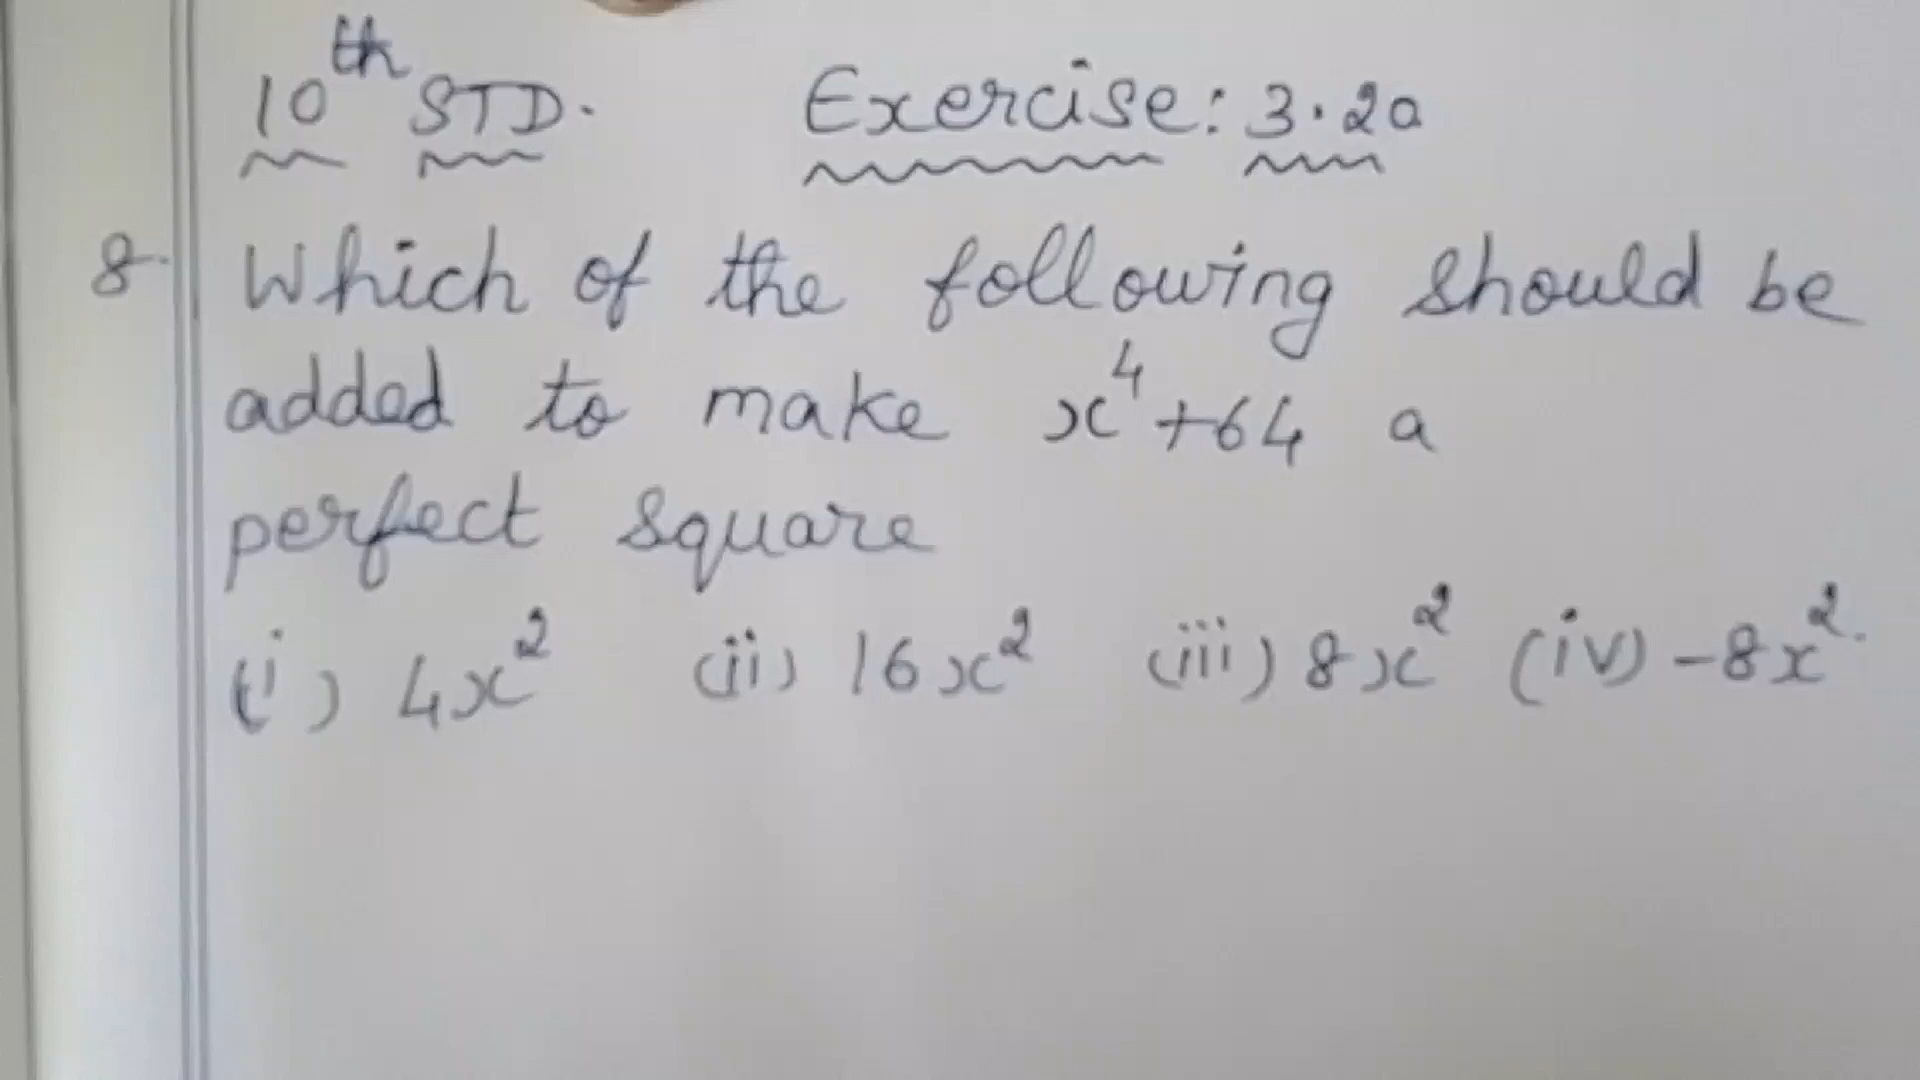 10th STD. Exercise: 3.20
8. Which of the following should be
added to make x⁴+64 a
perfect square
(i) 4x² (ii) 16x² (iii) 8x² (iv) -8x².